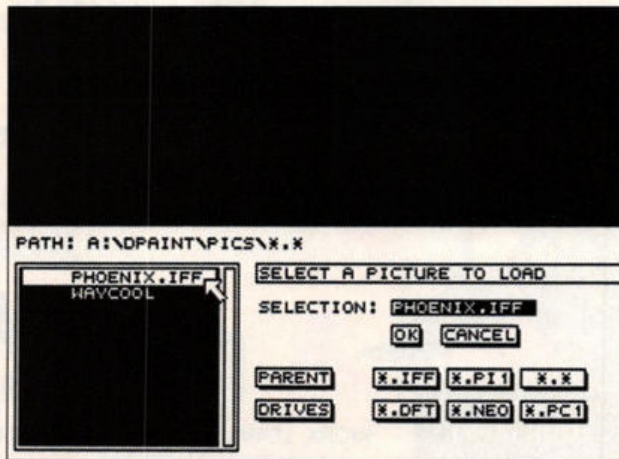 PATH: A:\DPAINT\PICS\*.*
PHOENIX.IFF
WAYCOOL
SELECT A PICTURE TO LOAD
SELECTION: PHOENIX.IFF
OK CANCEL
PARENT *.IFF *.PI1 *.*
DRIVES *.DFT *.NEO *.PC1